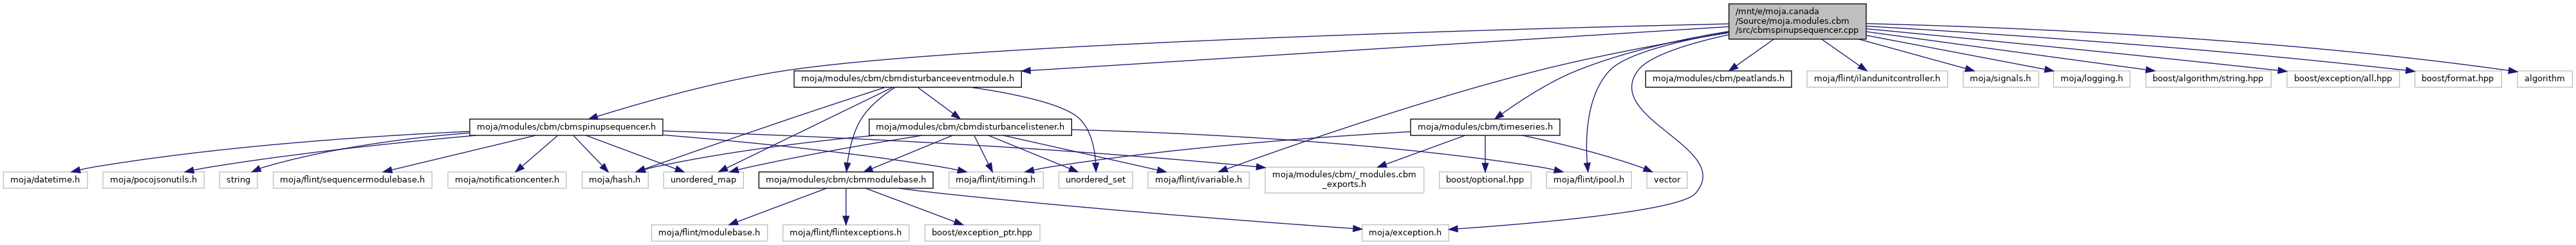 /mnt/e/moja.canada
/Source/moja.modules.cbm
/src/cbmspinupsequencer.cpp
moja/modules/cbm/cbmdisturbanceeventmodule.h
moja/modules/cbm/peatlands.h
moja/flint/ilandunitcontroller.h
moja/signals.h
moja/logging.h
boost/algorithm/string.hpp
boost/exception/all.hpp
boost/format.hpp
algorithm
moja/modules/cbm/cbmspinupsequencer.h
moja/modules/cbm/cbmdisturbancelistener.h
moja/modules/cbm/timeseries.h
moja/datetime.h
moja/pocojsonutils.h
string
moja/flint/sequencermodulebase.h
moja/notificationcenter.h
moja/hash.h
unordered_map
moja/modules/cbm/cbmmodulebase.h
moja/flint/itiming.h
unordered_set
moja/flint/ivariable.h
moja/modules/cbm/_modules.cbm
_exports.h
boost/optional.hpp
moja/flint/ipool.h
vector
moja/flint/modulebase.h
moja/flint/flintexceptions.h
boost/exception_ptr.hpp
moja/exception.h